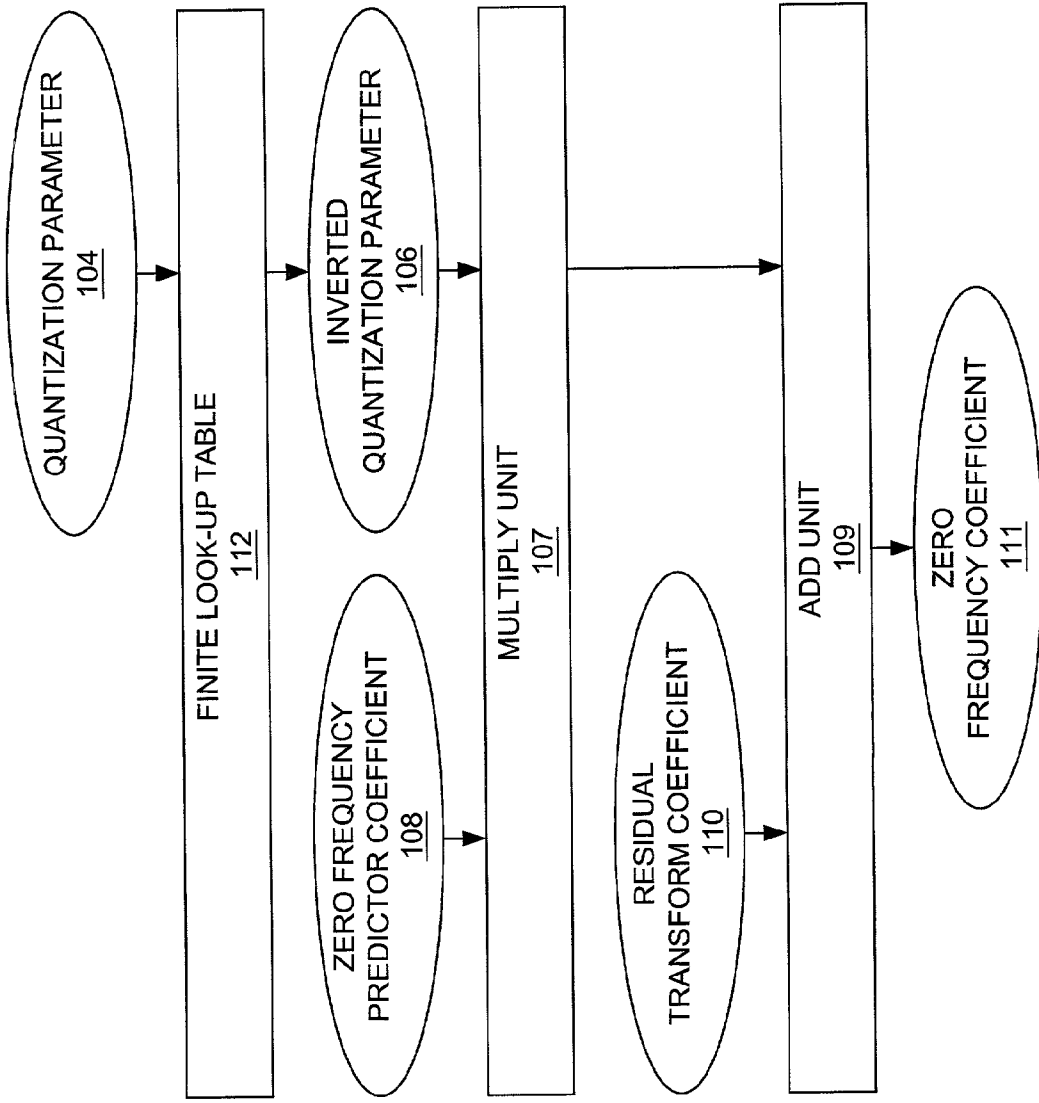 QUANTIZATION PARAMETER
104
FINITE LOOK-UP TABLE
112
ZERO FREQUENCY
PREDICTOR COEFFICIENT
108
INVERTED
QUANTIZATION PARAMETER
106
MULTIPLY UNIT
107
RESIDUAL
TRANSFORM COEFFICIENT
110
ADD UNIT
109
ZERO
FREQUENCY COEFFICIENT
111